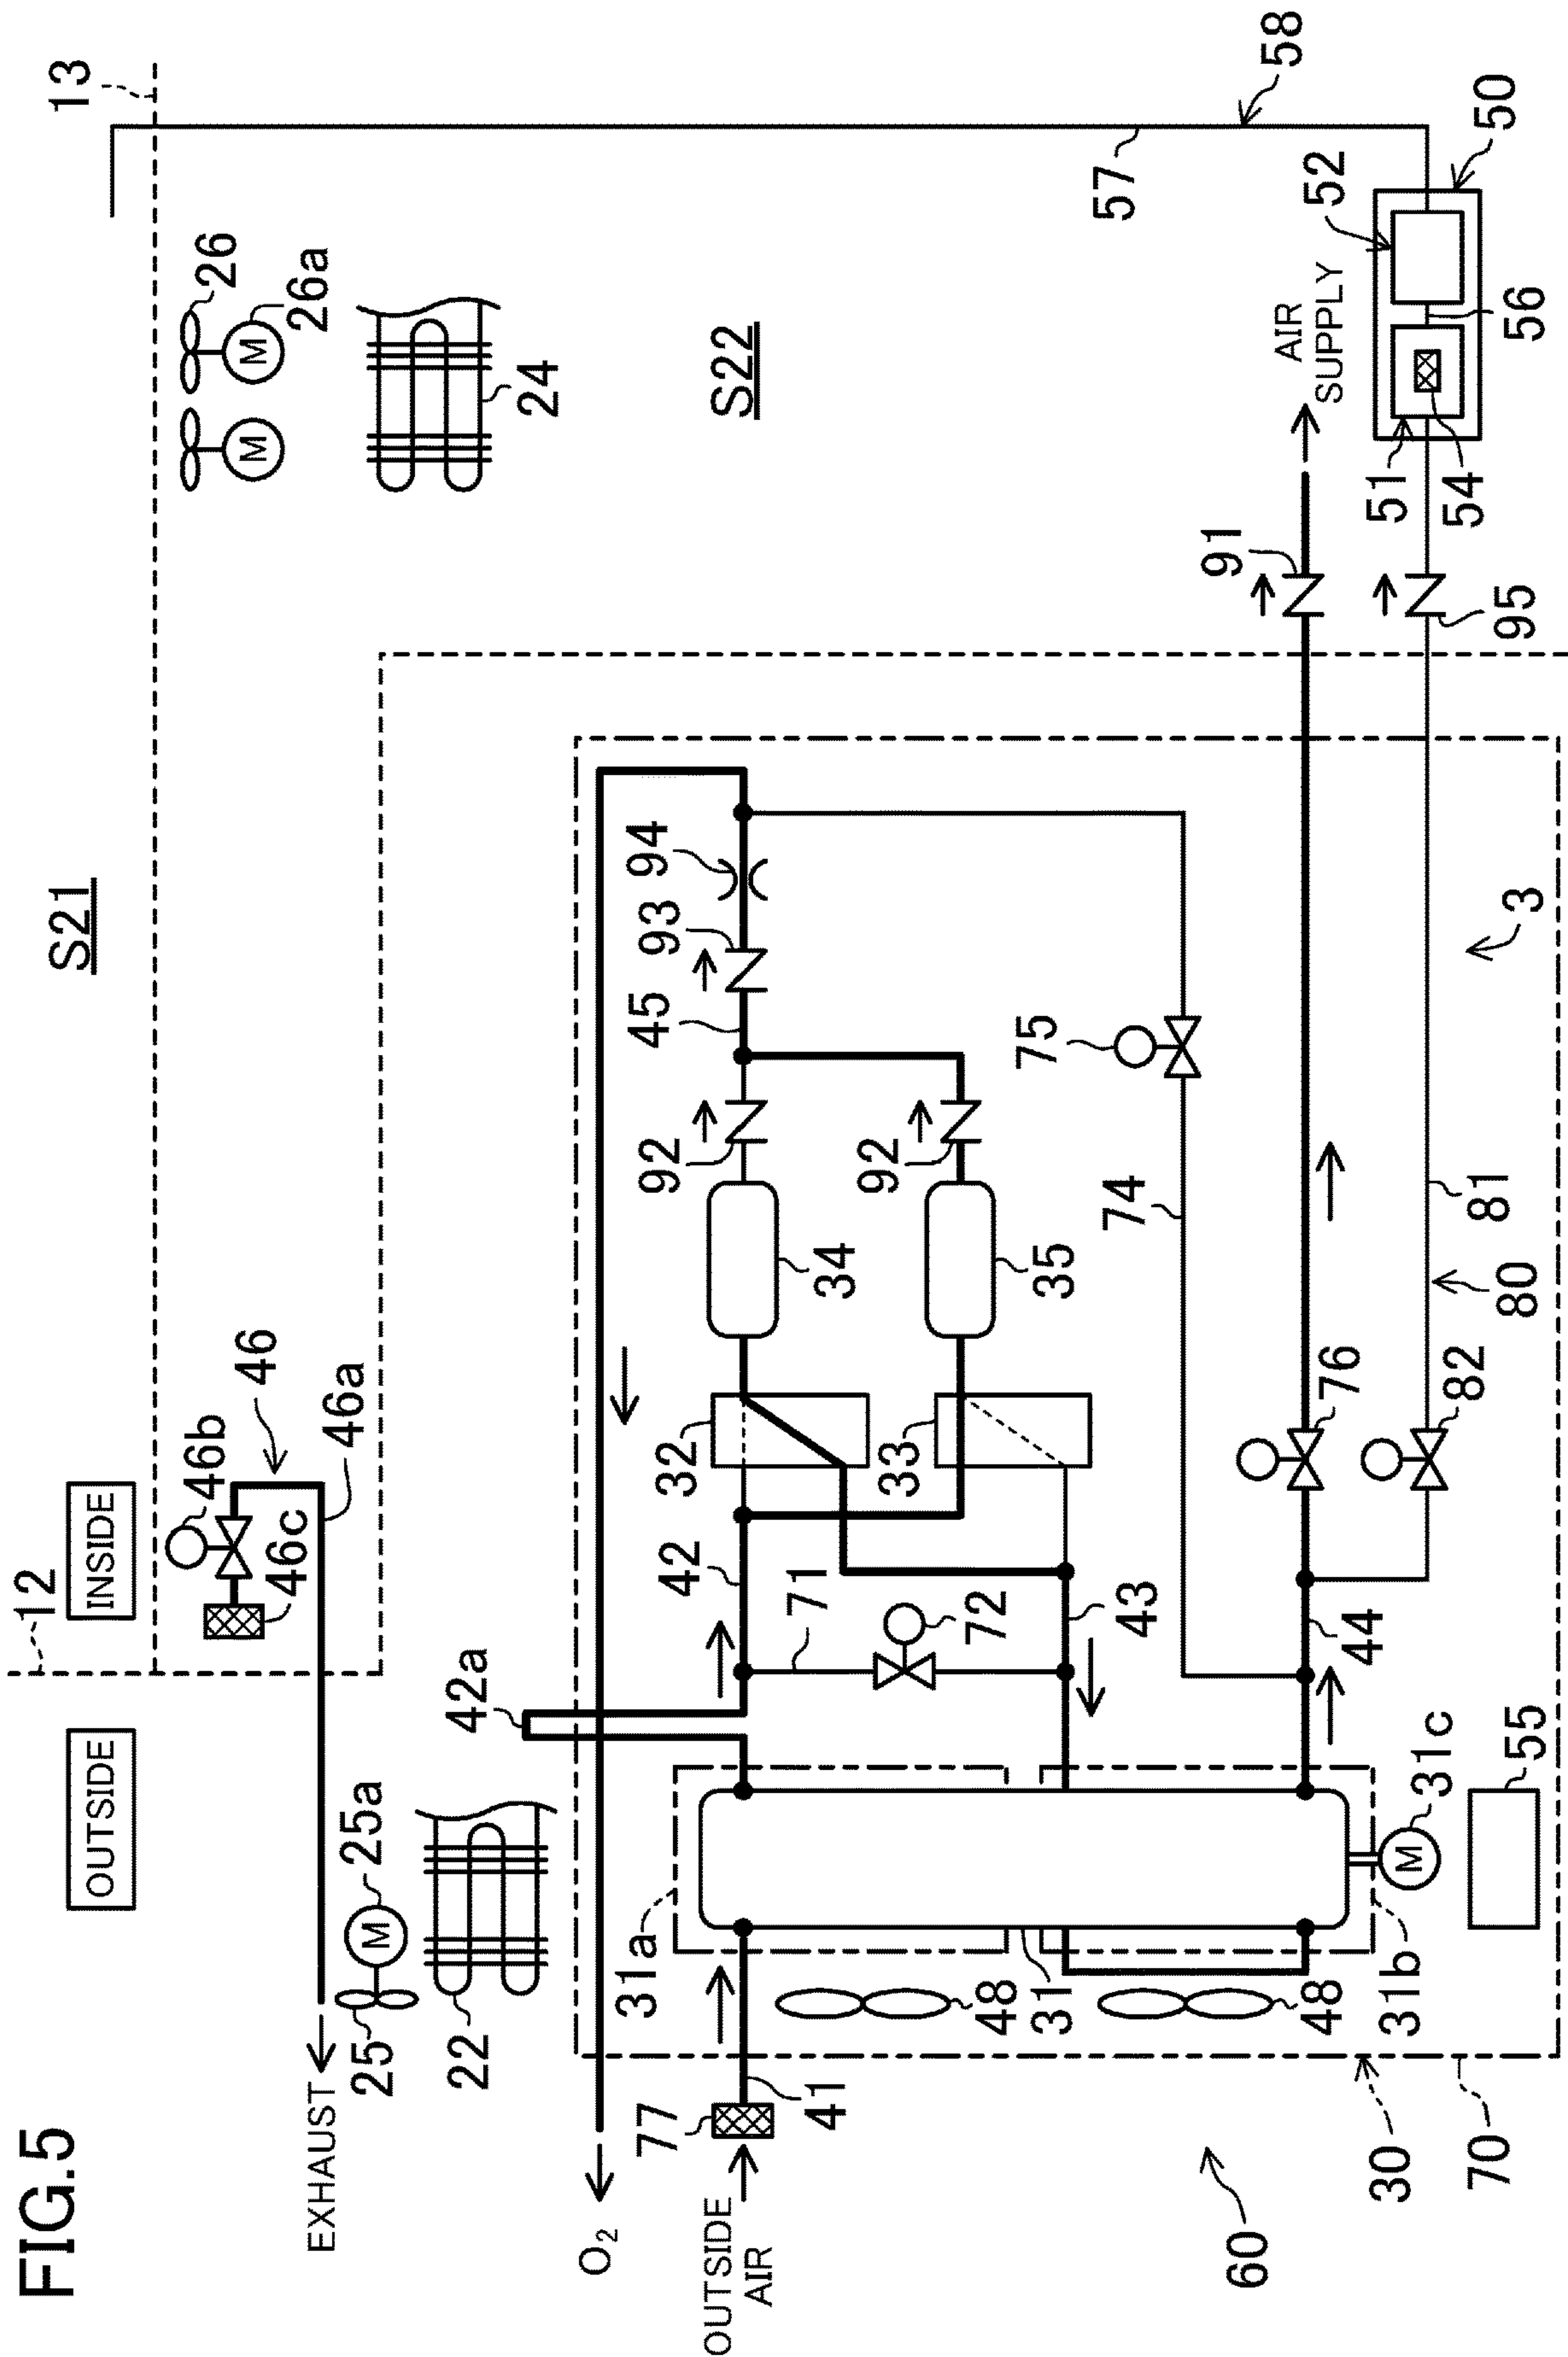 FIG.5
OUTSIDE
INSIDE
12
S21
13
EXHAUST
46b
46
46c
46a
26
26a
24
25a
25
22
42a
S22
57
58
O2
OUTSIDE
AIR
77
41
31a
48
31
48
31b
31c
55
42
71
72
43
44
32
33
34
35
92
92
45
93
94
74
75
76
82
80
81
3
91
95
AIR
SUPPLY
51
54
52
56
50
60
30
70
M
M
M
M